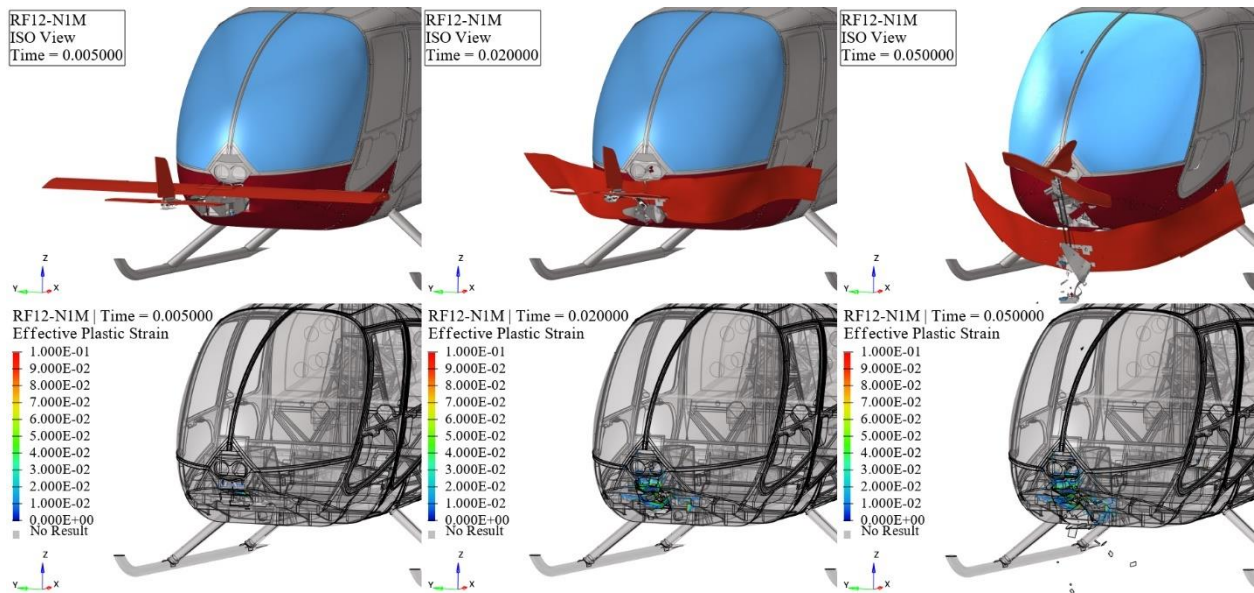 RF12-N1M
ISO View
Time = 0.005000
Z
Y
X
RF12-N1M
ISO View
Time = 0.020000
Z
Y
X
RF12-N1M
ISO View
Time = 0.050000
Z
Y
X
RF12-N1M | Time = 0.005000
Effective Plastic Strain
1.000E-01
9.000E-02
8.000E-02
7.000E-02
6.000E-02
5.000E-02
4.000E-02
3.000E-02
2.000E-02
1.000E-02
0.000E+00
No Result
Z
Y
X
RF12-N1M | Time = 0.020000
Effective Plastic Strain
1.000E-01
9.000E-02
8.000E-02
7.000E-02
6.000E-02
5.000E-02
4.000E-02
3.000E-02
2.000E-02
1.000E-02
0.000E+00
No Result
Z
Y
X
RF12-N1M | Time = 0.050000
Effective Plastic Strain
1.000E-01
9.000E-02
8.000E-02
7.000E-02
6.000E-02
5.000E-02
4.000E-02
3.000E-02
2.000E-02
1.000E-02
0.000E+00
No Result
Z
Y
X